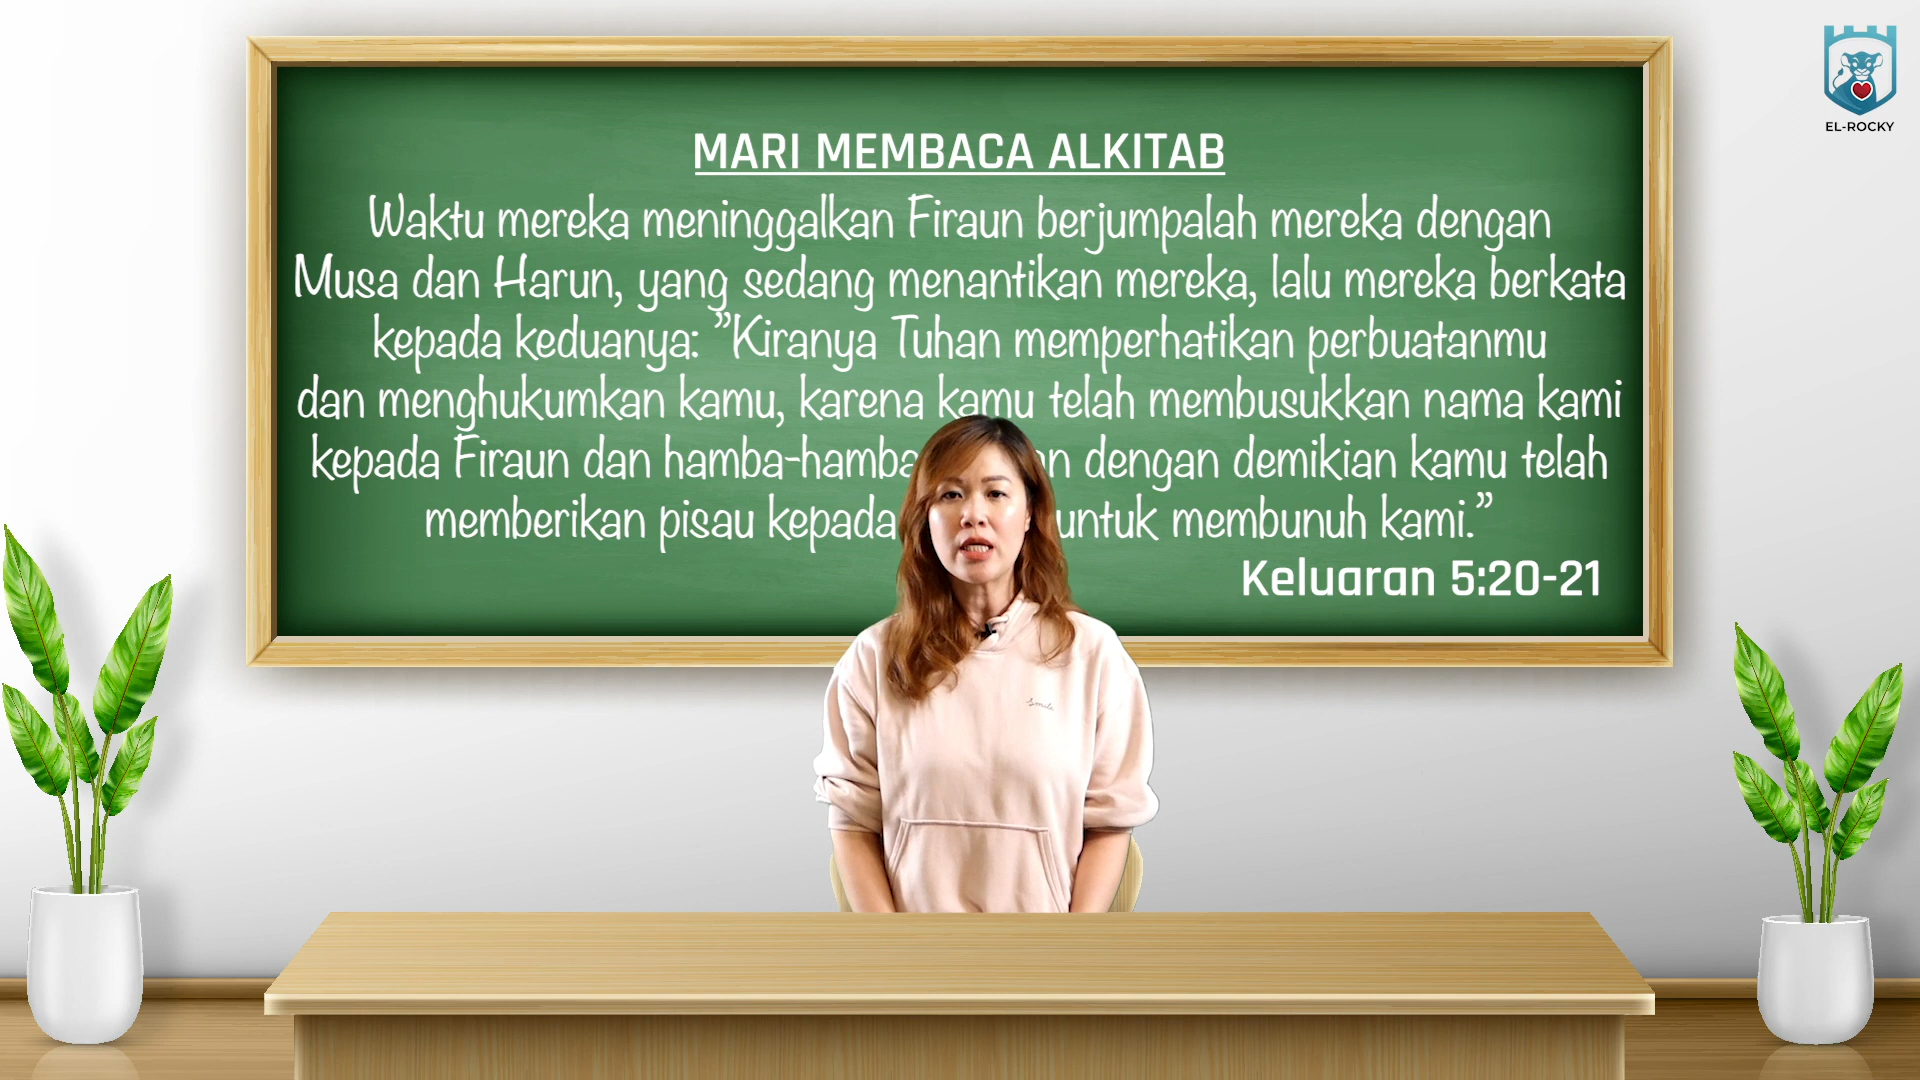 MARI MEMBACA ALKITAB
Waktu mereka meninggalkan Firaun berjumpalah mereka dengan
Musa dan Harun, yang sedang menantikan mereka, lalu mereka berkata
kepada keduanya: ”Kiranya Tuhan memperhatikan perbuatanmu
dan menghukumkan kamu, karena kamu telah membusukkan nama kami
kepada Firaun dan hamba-hamba dengan demikian kamu telah
memberikan pisau kepada untuk membunuh kami.”
Keluaran 5:20-21
EL-ROCKY
Smile